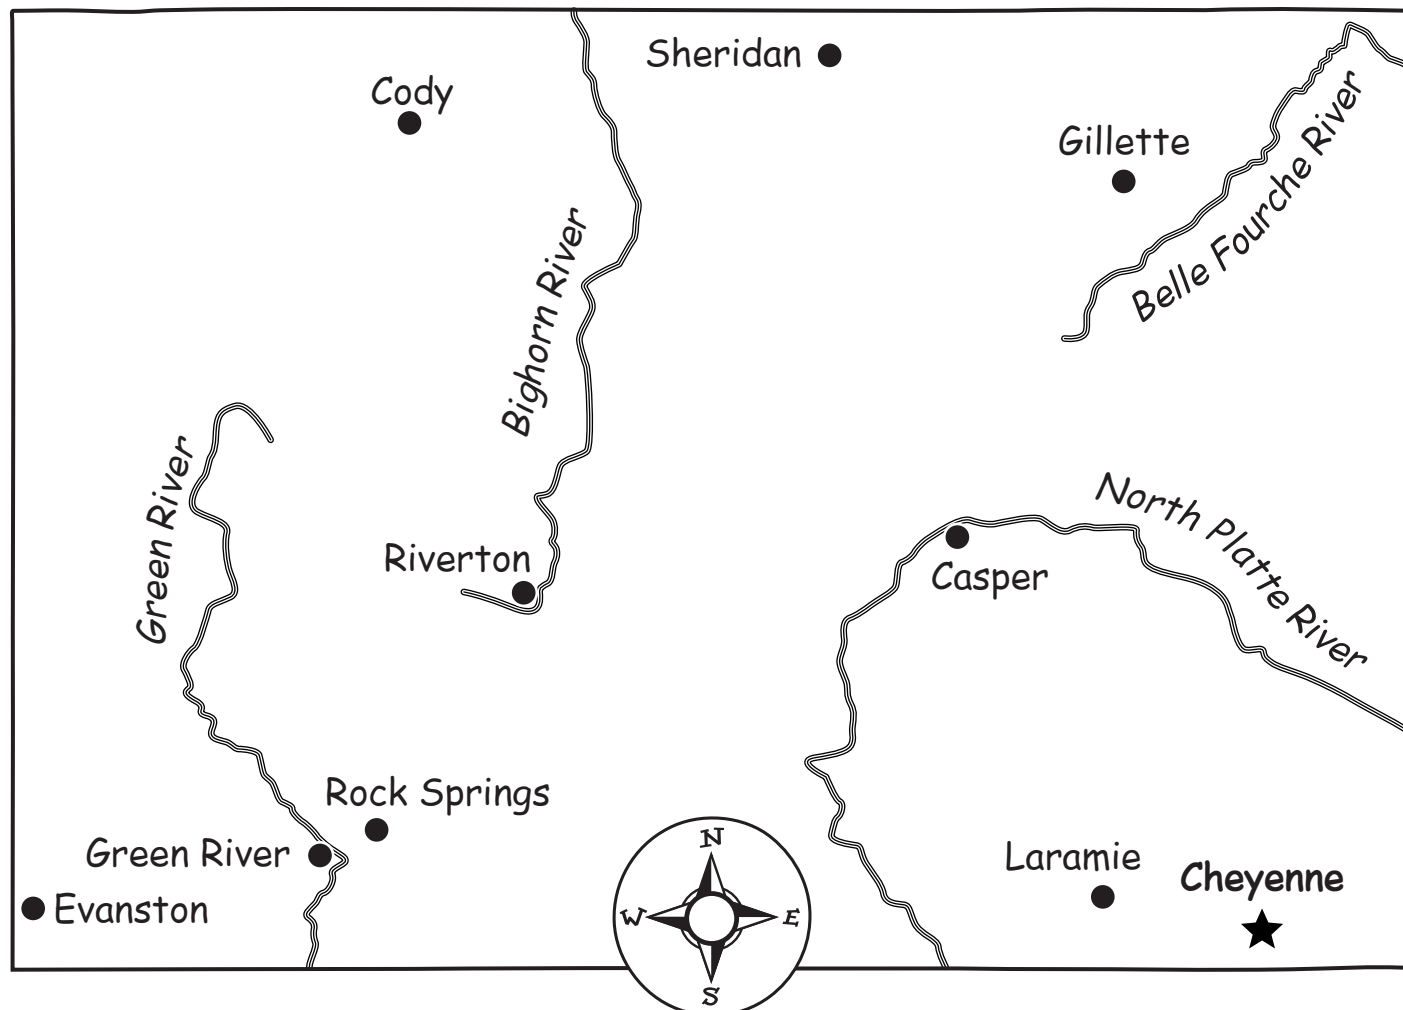 Sheridan
Cody
Gillette
Belle Fourche River
Bighorn River
Green River
North Platte River
Riverton
Casper
Rock Springs
Green River
Evanston
Laramie
Cheyenne
N
W E
S